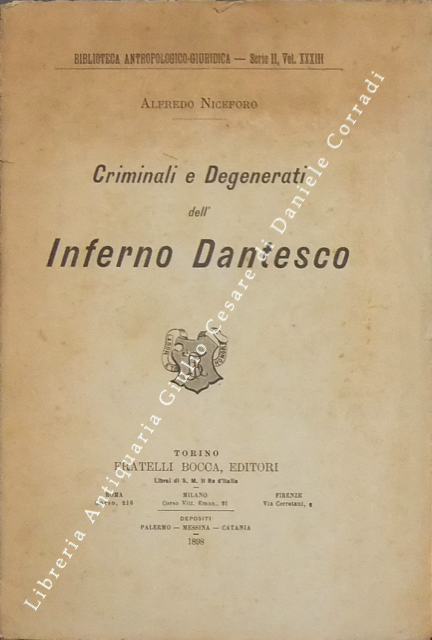 BIBLIOTECA ANTROPOLOGICO-GIURIDICA — Serie II, Vol. XXXIII
ALFREDO NICEFORO
Criminali e Degenerati
dell'
Inferno Dantesco
LABOR
TORINO
FRATELLI BOCCA, EDITORI
Librai di S. M. il Re d'Italia
ROMA MILANO FIRENZE
216 Corso Vitt. Eman., 21 Via Cerretani, 8
DEPOSITI
PALERMO — MESSINA — CATANIA
1898
Libreria Antiquaria Giulio Cesare di Daniele Corradi